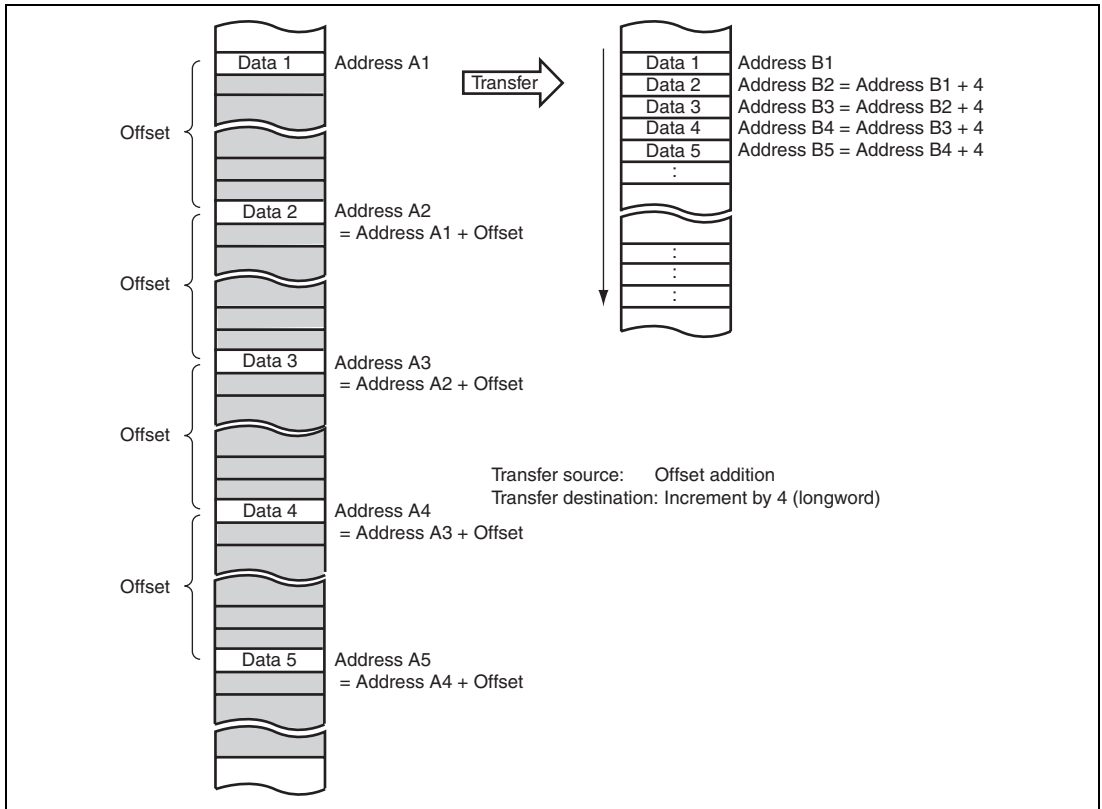 Data 1 Address A1
Offset
Data 2 Address A2
= Address A1 + Offset
Offset
Data 3 Address A3
= Address A2 + Offset
Offset
Data 4 Address A4
= Address A3 + Offset
Offset
Data 5 Address A5
= Address A4 + Offset
Transfer
Data 1 Address B1
Data 2 Address B2 = Address B1 + 4
Data 3 Address B3 = Address B2 + 4
Data 4 Address B4 = Address B3 + 4
Data 5 Address B5 = Address B4 + 4
:
:
:
:
Transfer source: Offset addition
Transfer destination: Increment by 4 (longword)